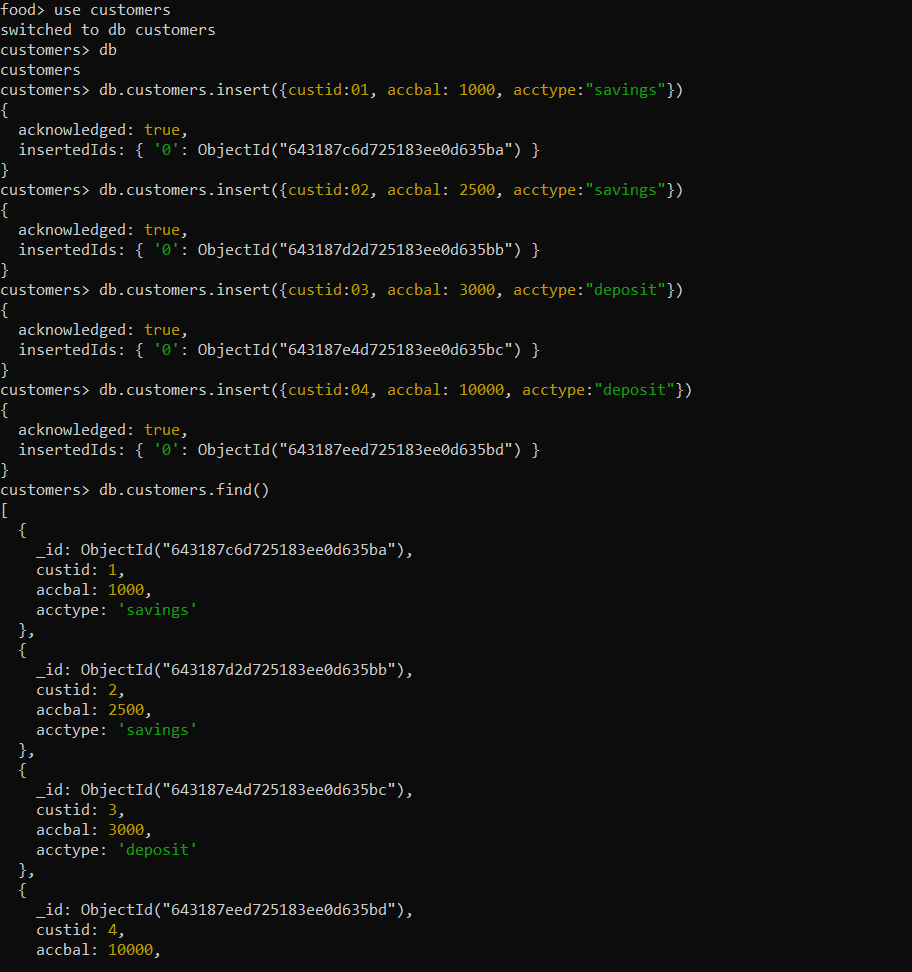 food> use customers
switched to db customers
customers> db
customers
customers> db.customers.insert({custid:01, accbal: 1000, acctype:"savings"})
{
  acknowledged: true,
  insertedIds: { '0': ObjectId("643187c6d725183ee0d635ba") }
}
customers> db.customers.insert({custid:02, accbal: 2500, acctype:"savings"})
{
  acknowledged: true,
  insertedIds: { '0': ObjectId("643187d2d725183ee0d635bb") }
}
customers> db.customers.insert({custid:03, accbal: 3000, acctype:"deposit"})
{
  acknowledged: true,
  insertedIds: { '0': ObjectId("643187e4d725183ee0d635bc") }
}
customers> db.customers.insert({custid:04, accbal: 10000, acctype:"deposit"})
{
  acknowledged: true,
  insertedIds: { '0': ObjectId("643187eed725183ee0d635bd") }
}
customers> db.customers.find()
[
  {
    _id: ObjectId("643187c6d725183ee0d635ba"),
    custid: 1,
    accbal: 1000,
    acctype: 'savings'
  },
  {
    _id: ObjectId("643187d2d725183ee0d635bb"),
    custid: 2,
    accbal: 2500,
    acctype: 'savings'
  },
  {
    _id: ObjectId("643187e4d725183ee0d635bc"),
    custid: 3,
    accbal: 3000,
    acctype: 'deposit'
  },
  {
    _id: ObjectId("643187eed725183ee0d635bd"),
    custid: 4,
    accbal: 10000,